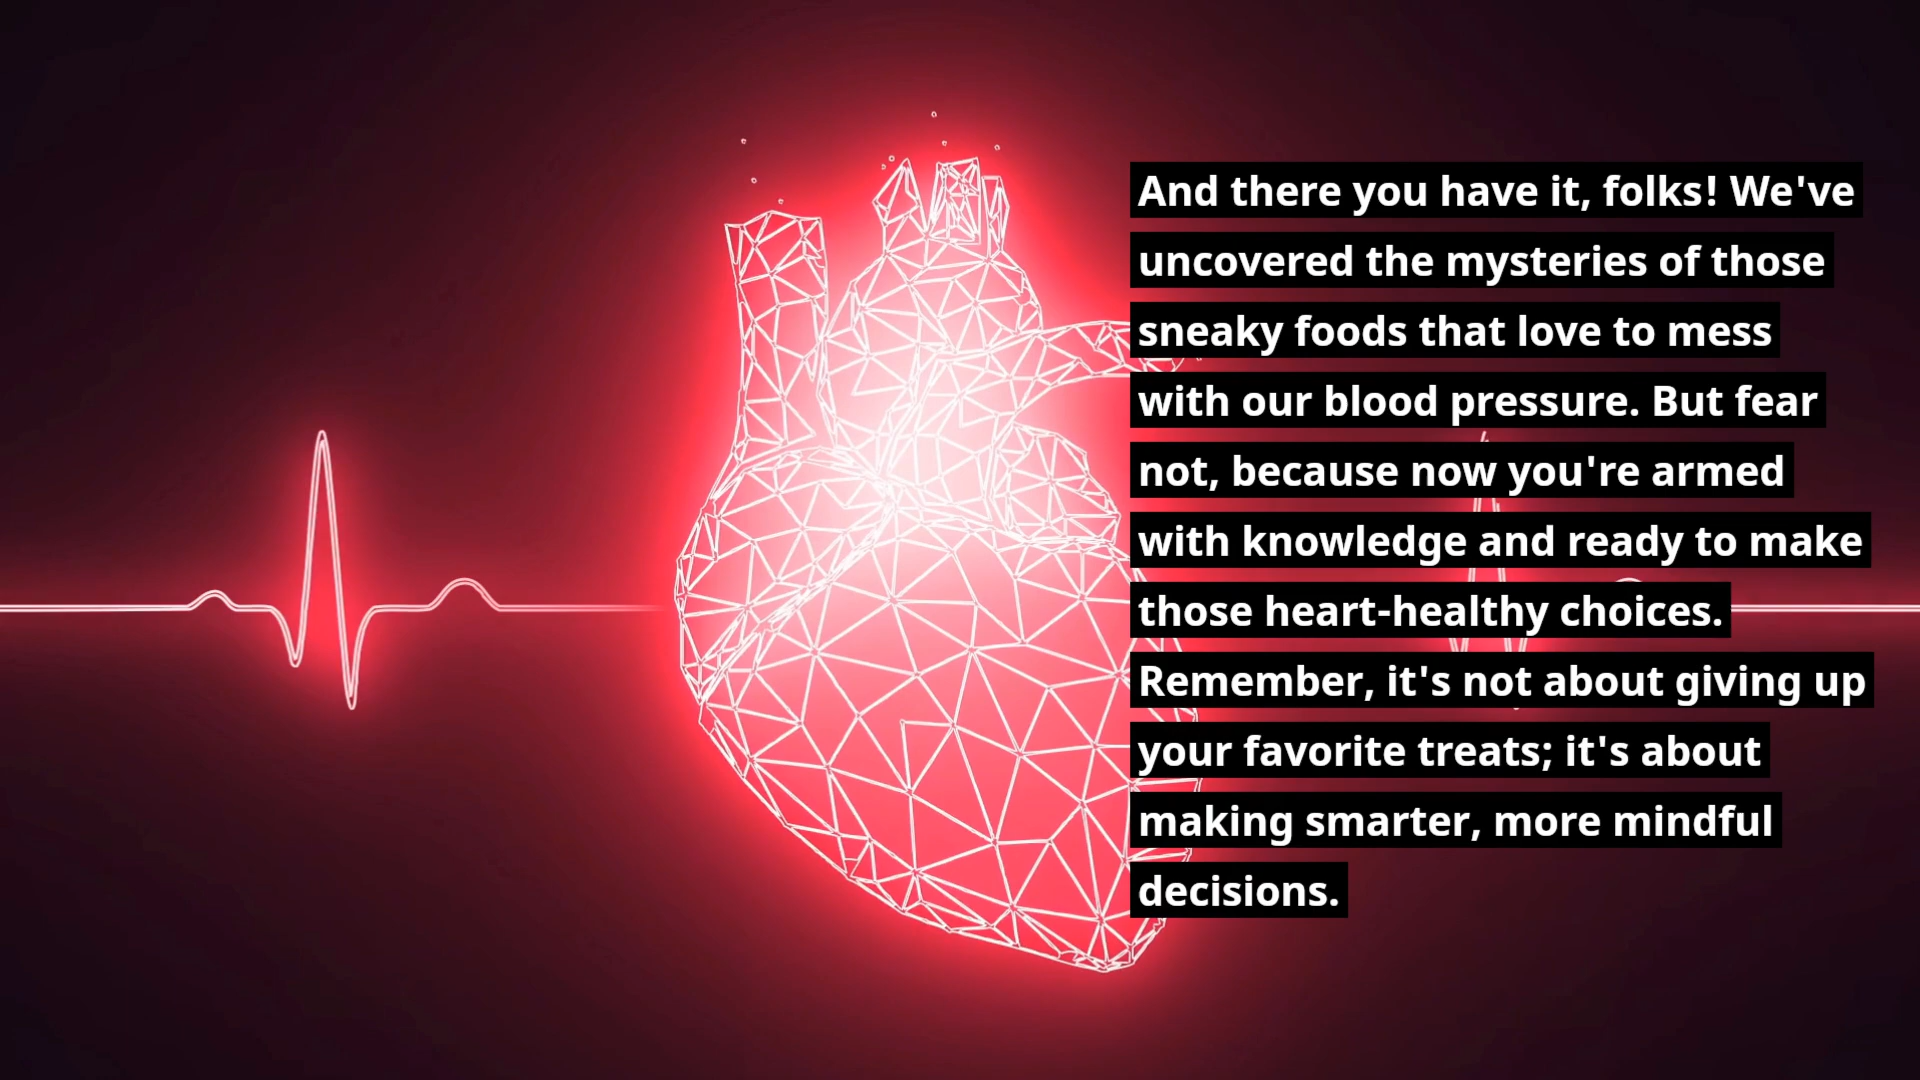 And there you have it, folks! We've
uncovered the mysteries of those
sneaky foods that love to mess
with our blood pressure. But fear
not, because now you're armed
with knowledge and ready to make
those heart-healthy choices.
Remember, it's not about giving up
your favorite treats; it's about
making smarter, more mindful
decisions.